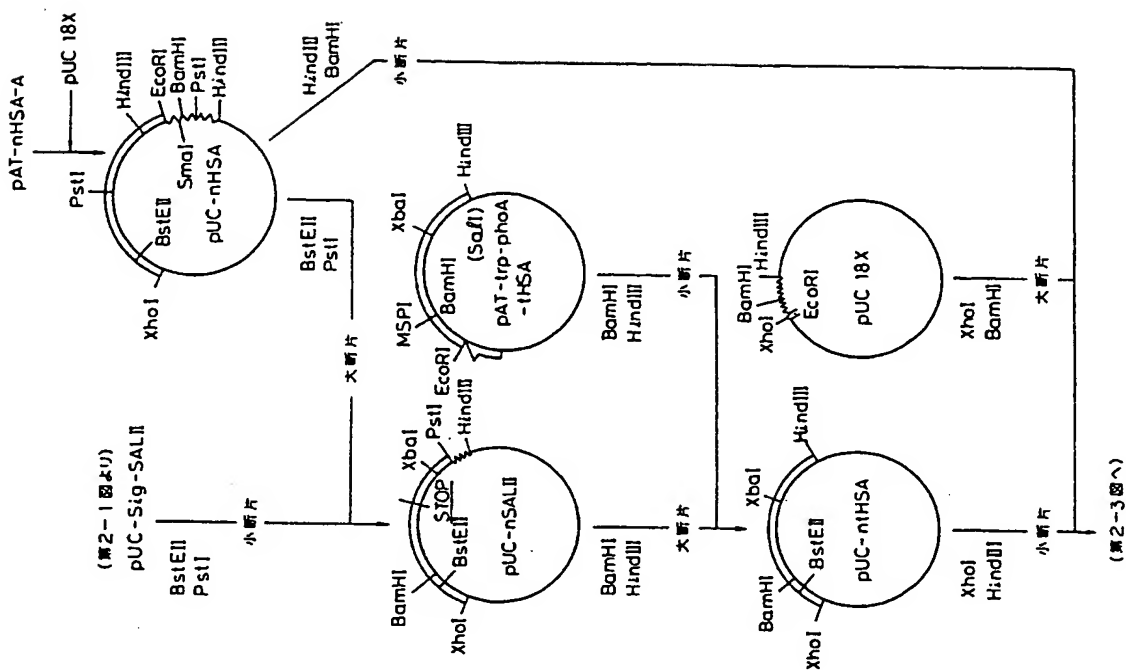 pAT-nHSA-A
pUC 18X
PstI
HindIII
EcoRI
BamHI
PstI
HindIII
SmaI
BstEII
pUC-nHSA
XhoI
HindIII
BamHI
小断片
BstEII
PstI
大断片
(第2-1図より)
pUC-Sig-SALII
BstEII
PstI
小断片
XbaI
PstI
HindIII
STOP
BamHI
BstEII
pUC-nSALII
XhoI
BamHI
HindIII
大断片
XbaI
HindIII
(SalI)
MSPI
BamHI
EcoRI
pAT-trp-phoA
-tHSA
BamHI
HindIII
小断片
XbaI
HindIII
BamHI
BstEII
pUC-ntHSA
XhoI
XhoI
HindIII
小断片
BamHI
HindIII
XhoI
EcoRI
pUC 18X
XhoI
BamHI
大断片
(第2-3図へ)